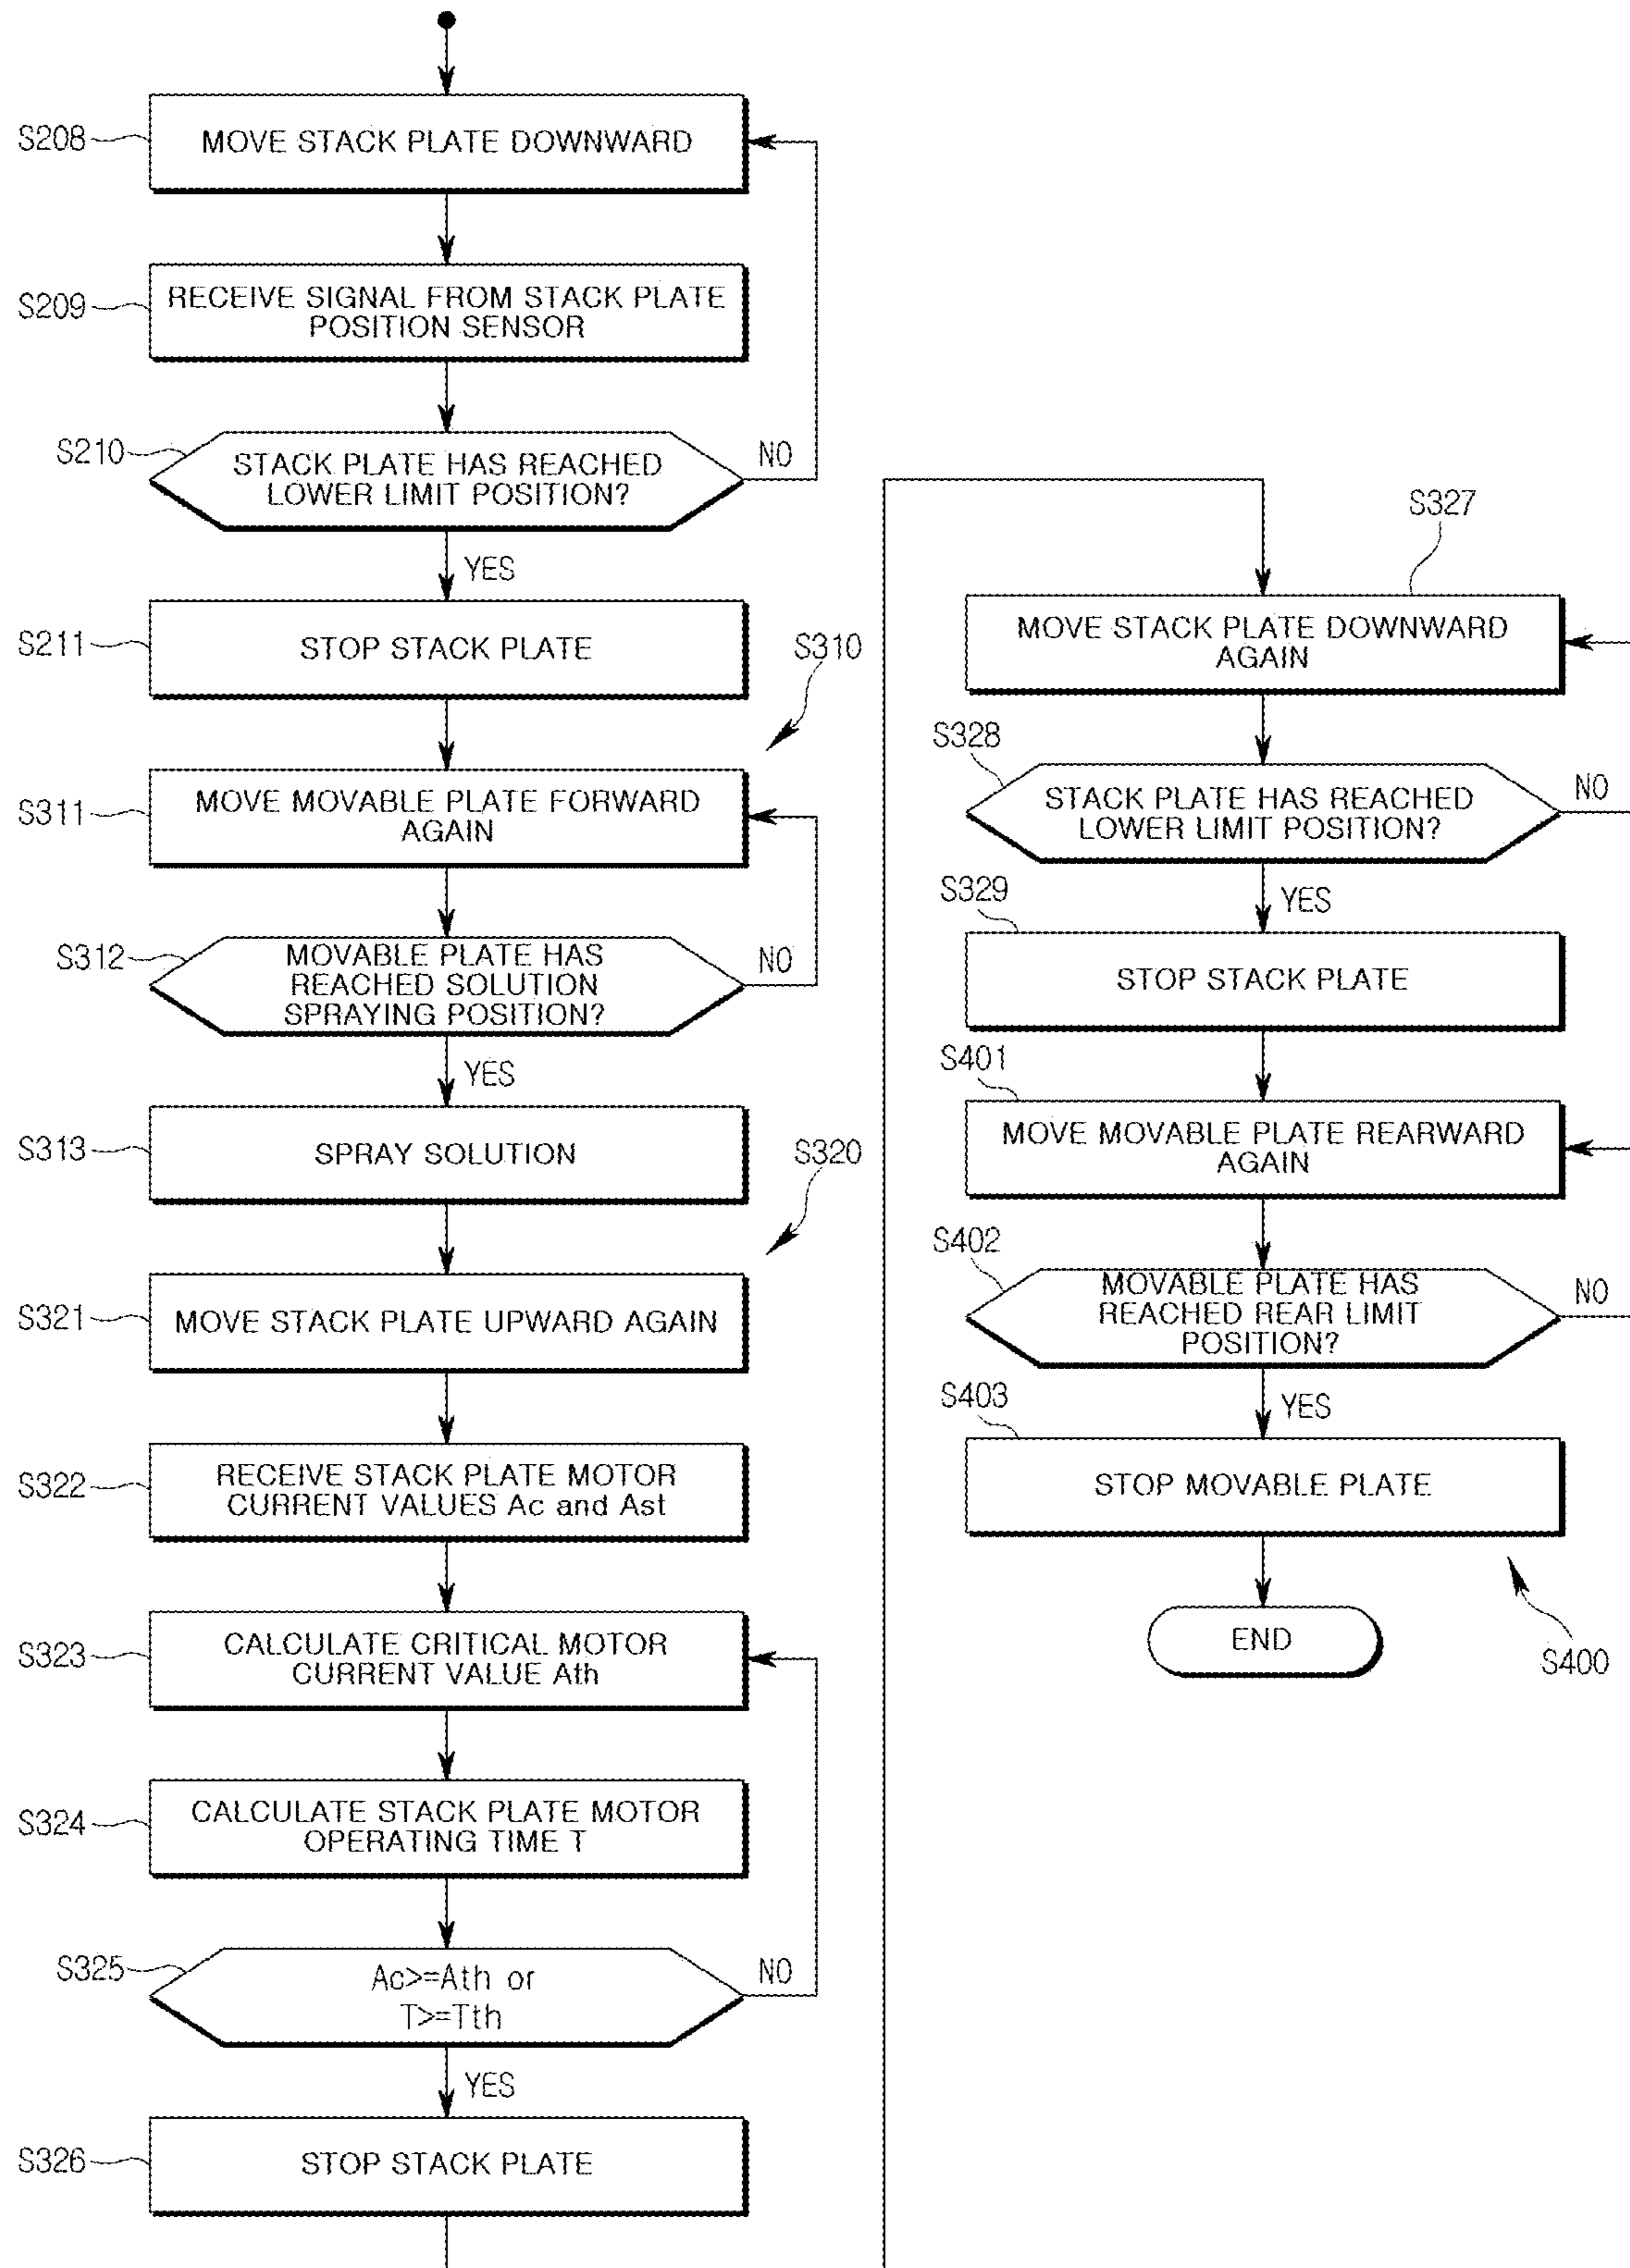 S208
MOVE STACK PLATE DOWNWARD
S209
RECEIVE SIGNAL FROM STACK PLATE
POSITION SENSOR
S210
STACK PLATE HAS REACHED
LOWER LIMIT POSITION?
NO
YES
S211
STOP STACK PLATE
S310
S311
MOVE MOVABLE PLATE FORWARD
AGAIN
S312
MOVABLE PLATE HAS
REACHED SOLUTION
SPRAYING POSITION?
NO
YES
S313
SPRAY SOLUTION
S320
S321
MOVE STACK PLATE UPWARD AGAIN
S322
RECEIVE STACK PLATE MOTOR
CURRENT VALUES Ac and Ast
S323
CALCULATE CRITICAL MOTOR
CURRENT VALUE Ath
S324
CALCULATE STACK PLATE MOTOR
OPERATING TIME T
S325
Ac>=Ath or
T>=Tth
NO
YES
S326
STOP STACK PLATE
S327
MOVE STACK PLATE DOWNWARD
AGAIN
S328
STACK PLATE HAS REACHED
LOWER LIMIT POSITION?
NO
YES
S329
STOP STACK PLATE
S401
MOVE MOVABLE PLATE REARWARD
AGAIN
S402
MOVABLE PLATE HAS
REACHED REAR LIMIT
POSITION?
NO
YES
S403
STOP MOVABLE PLATE
END
S400